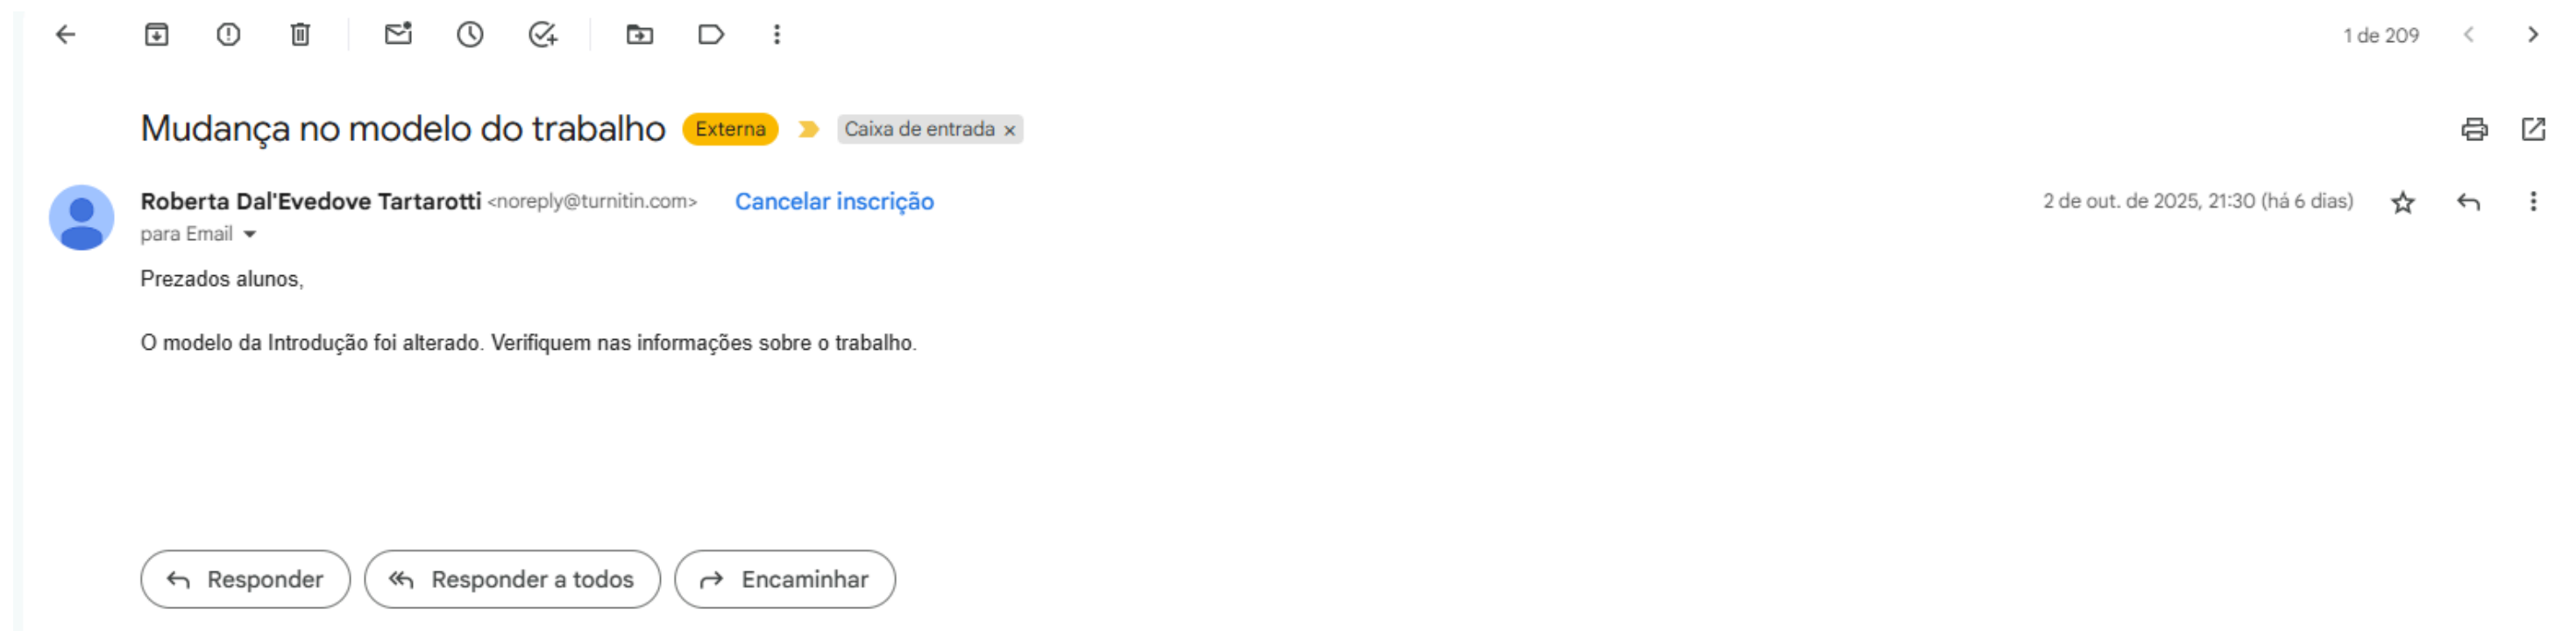 1 de 209
Mudança no modelo do trabalho Externa Caixa de entrada x
Roberta Dal'Evedove Tartarotti <noreply@turnitin.com> Cancelar inscrição 2 de out. de 2025, 21:30 (há 6 dias)
para Email
Prezados alunos,
O modelo da Introdução foi alterado. Verifiquem nas informações sobre o trabalho.
Responder Responder a todos Encaminhar